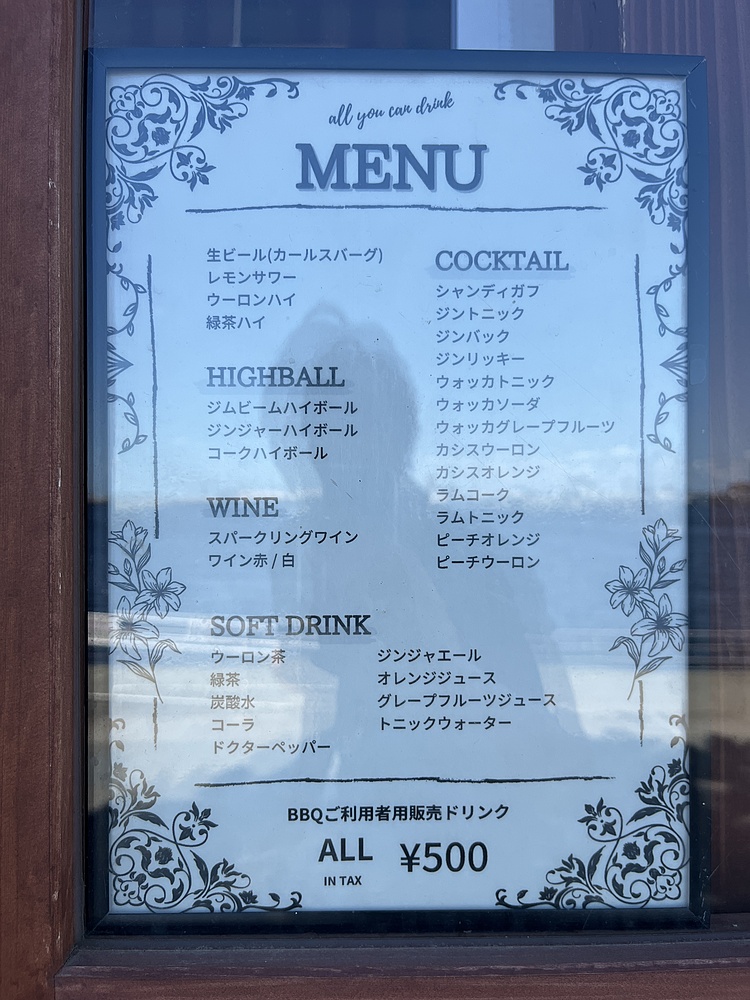 all you can drink
MENU
生ビール(カールスバーグ)
レモンサワー
ウーロンハイ
緑茶ハイ
HIGHBALL
ジムビームハイボール
ジンジャーハイボール
コークハイボール
WINE
スパークリングワイン
ワイン赤 / 白
COCKTAIL
シャンディガフ
ジントニック
ジンバック
ジンリッキー
ウォッカトニック
ウォッカソーダ
ウォッカグレープフルーツ
カシスウーロン
カシスオレンジ
ラムコーク
ラムトニック
ピーチオレンジ
ピーチウーロン
SOFT DRINK
ウーロン茶
緑茶
炭酸水
コーラ
ドクターペッパー
ジンジャエール
オレンジジュース
グレープフルーツジュース
トニックウォーター
BBQご利用者用販売ドリンク
ALL ¥500
IN TAX